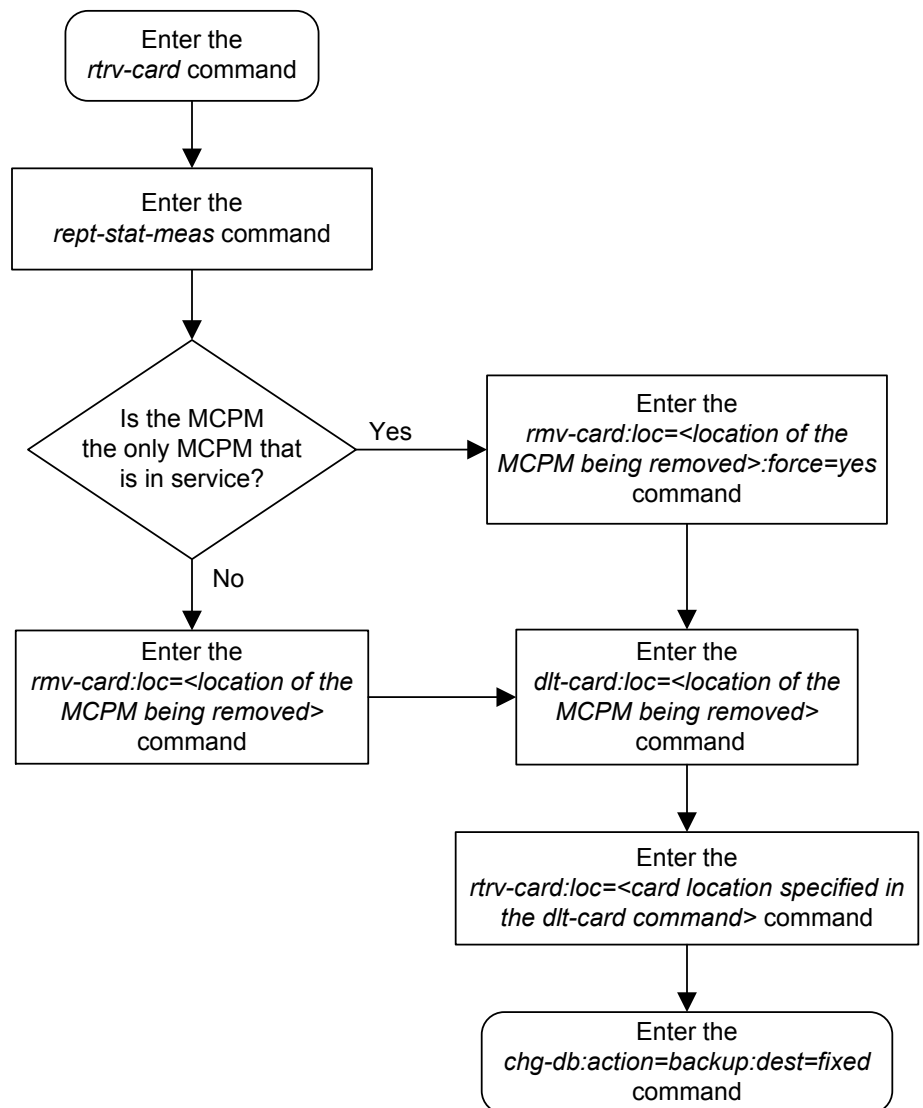 Enter the
rtrv-card command
Enter the
rept-stat-meas command
Is the MCPM
the only MCPM that
is in service?
Yes
Enter the
rmv-card:loc=<location of the
MCPM being removed>:force=yes
command
No
Enter the
rmv-card:loc=<location of the
MCPM being removed>
command
Enter the
dlt-card:loc=<location of the
MCPM being removed>
command
Enter the
rtrv-card:loc=<card location specified in
the dlt-card command> command
Enter the
chg-db:action=backup:dest=fixed
command